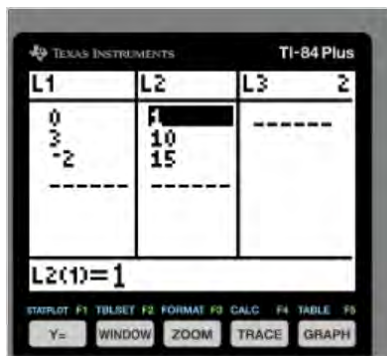 TEXAS INSTRUMENTS TI-84 Plus
L1 L2 L3 2
0 1 ------
3 10
-2 15
------ ------
L2(1)=1
STATPLOT F1 TBLSET F2 FORMAT F3 CALC F4 TABLE F5
Y= WINDOW ZOOM TRACE GRAPH